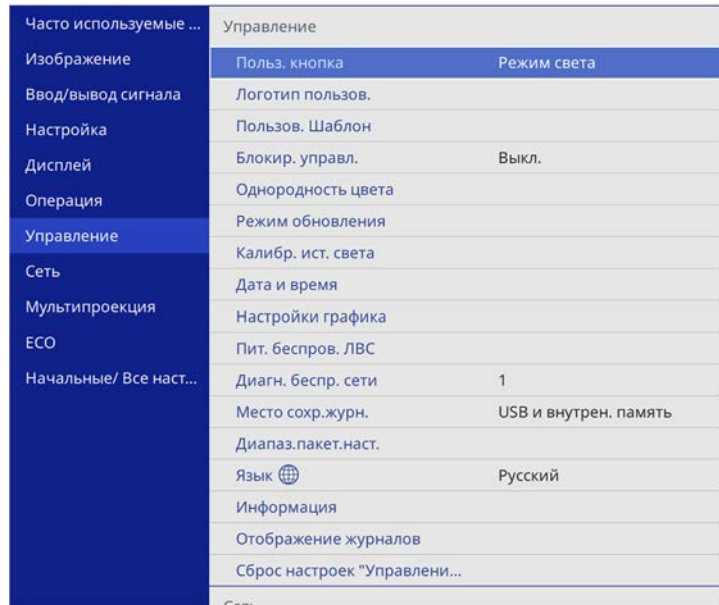 Часто используемые ...
Изображение
Ввод/вывод сигнала
Настройка
Дисплей
Операция
Управление
Сеть
Мультипроекция
ECO
Начальные/ Все наст...
Управление
Польз. кнопка Режим света
Логотип пользов.
Пользов. Шаблон
Блокир. управл. Выкл.
Однородность цвета
Режим обновления
Калибр. ист. света
Дата и время
Настройки графика
Пит. беспров. ЛВС
Диагн. беспр. сети 1
Место сохр.журн. USB и внутрен. память
Диапаз.пакет.наст.
Язык Русский
Информация
Отображение журналов
Сброс настроек "Управлени...